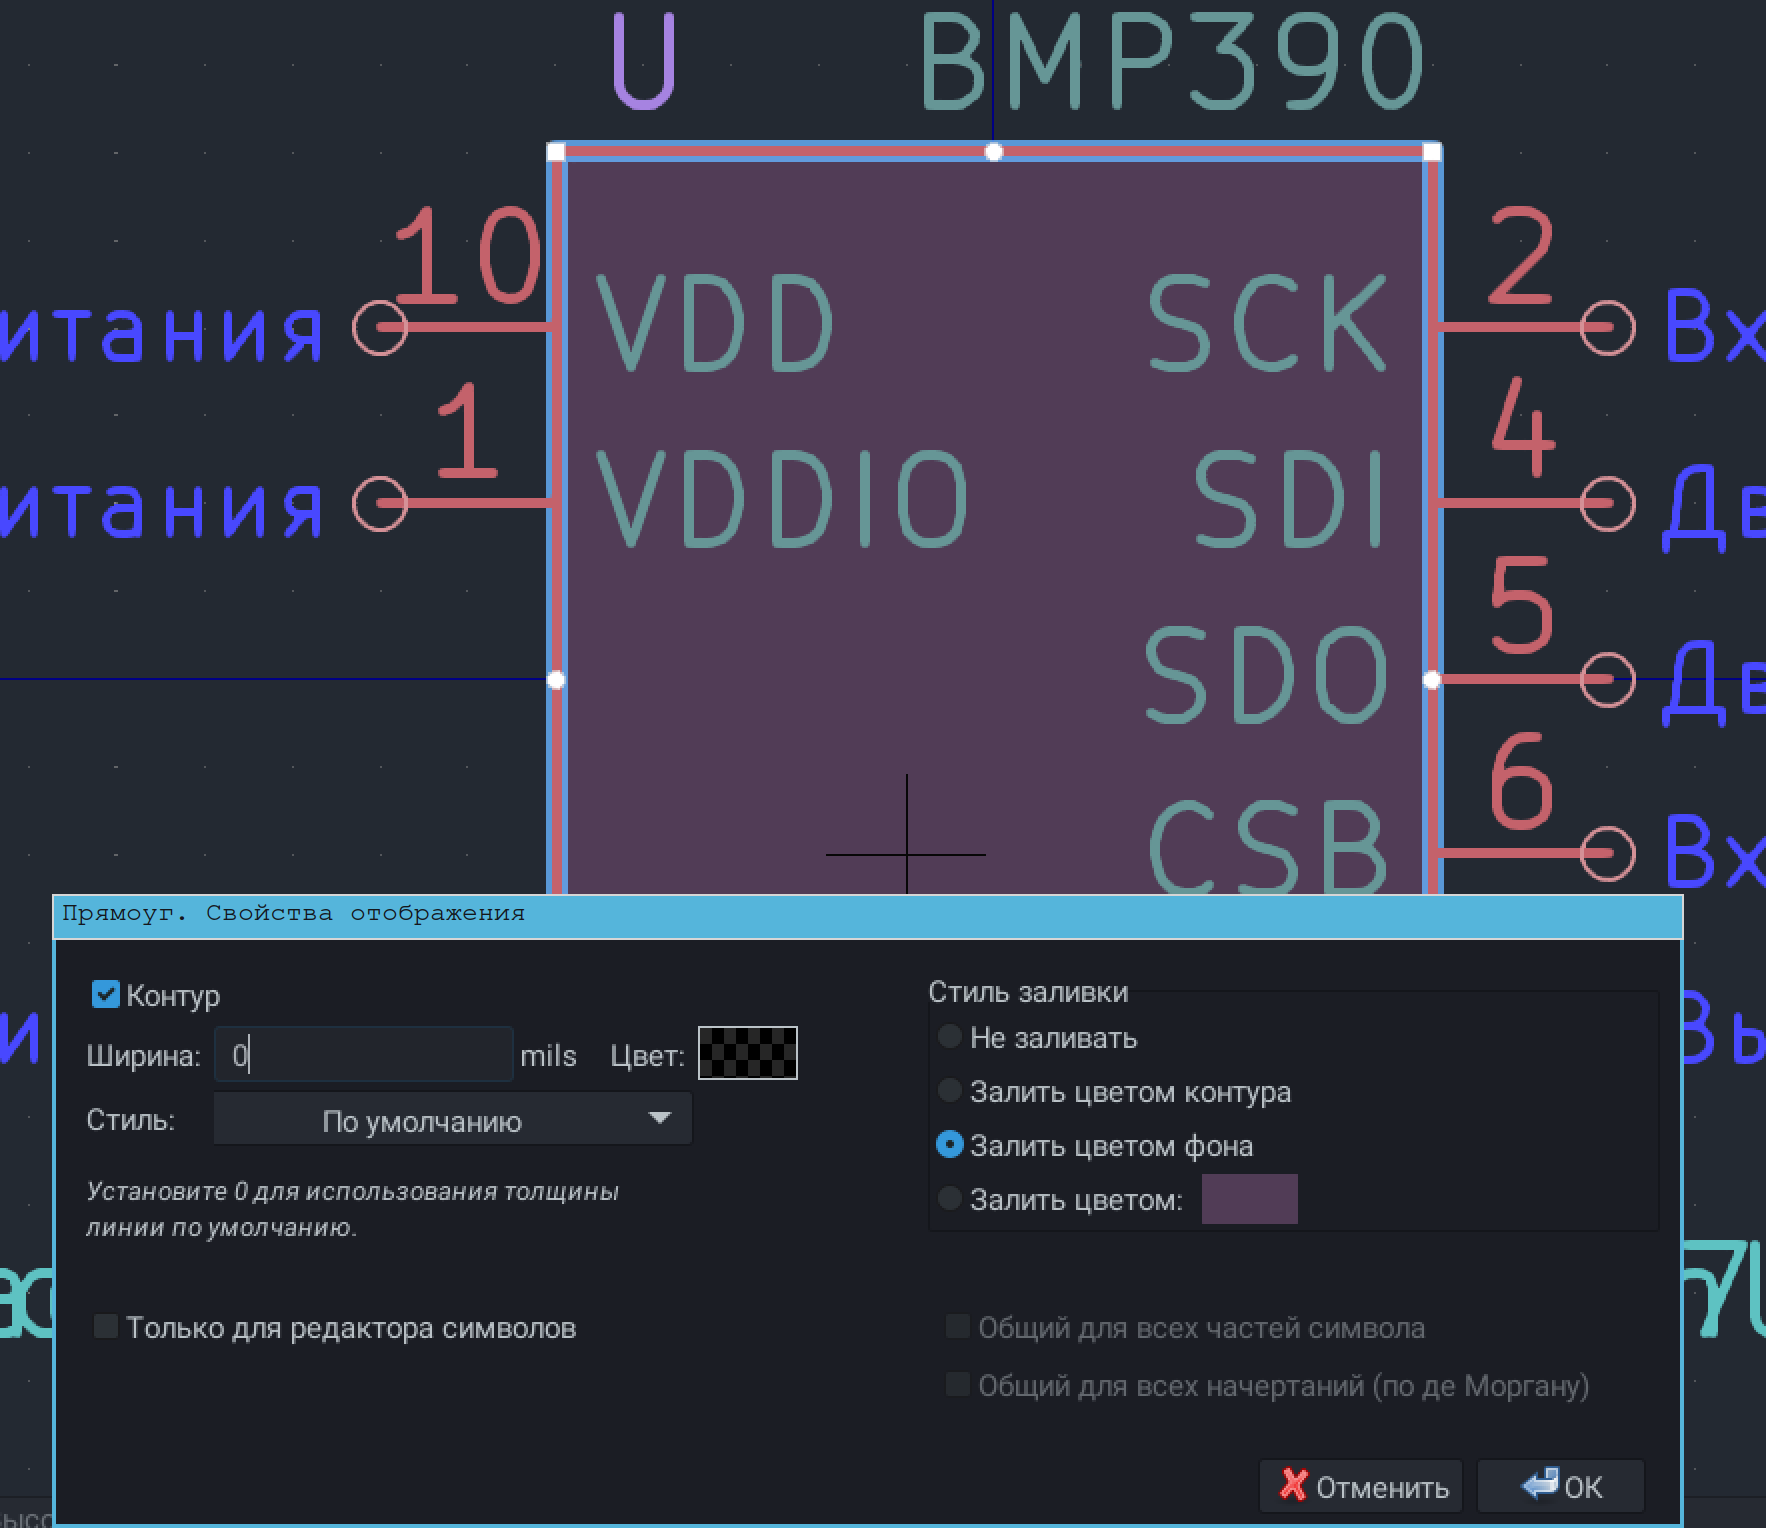 U BMP390
10 VDD SCK 2
итания Вх
1 VDDIO SDI 4
итания Дв
SDO 5
Дв
CSB 6
Вх
Прямоуг. Свойства отображения
Контур
Ширина: 0 mils Цвет:
Стиль: По умолчанию
Установите 0 для использования толщины
линии по умолчанию.
Только для редактора символов
Стиль заливки
Не заливать
Залить цветом контура
Залить цветом фона
Залить цветом:
Общий для всех частей символа
Общий для всех начертаний (по де Моргану)
Отменить OK
и Вы